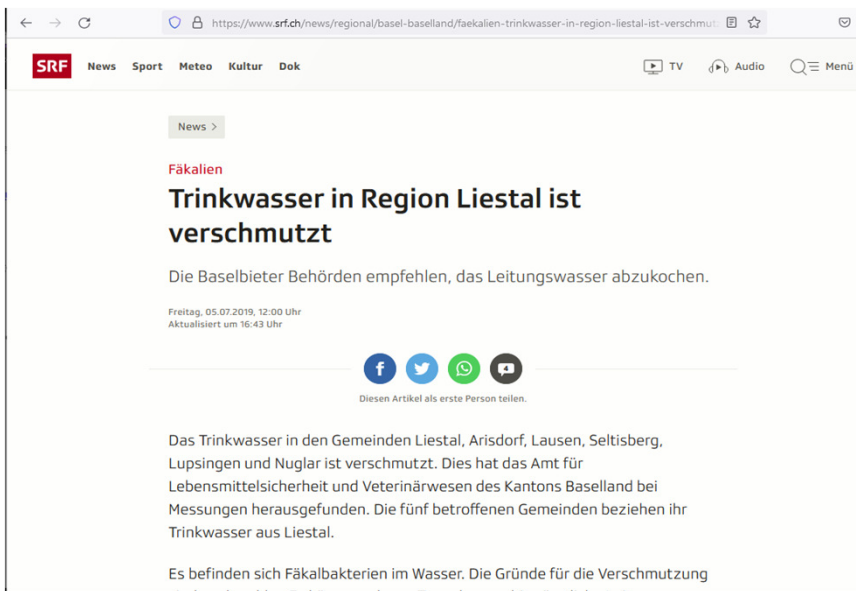 https://www.srf.ch/news/regional/basel-baselland/faekalien-trinkwasser-in-region-liestal-ist-verschmut
SRF News Sport Meteo Kultur Dok TV Audio Menü
News >
Fäkalien
Trinkwasser in Region Liestal ist
verschmutzt
Die Baselbieter Behörden empfehlen, das Leitungswasser abzukochen.
Freitag, 05.07.2019, 12:00 Uhr
Aktualisiert um 16:43 Uhr
4
Diesen Artikel als erste Person teilen.
Das Trinkwasser in den Gemeinden Liestal, Arisdorf, Lausen, Seltisberg,
Lupsingen und Nuglar ist verschmutzt. Dies hat das Amt für
Lebensmittelsicherheit und Veterinärwesen des Kantons Baselland bei
Messungen herausgefunden. Die fünf betroffenen Gemeinden beziehen ihr
Trinkwasser aus Liestal.
Es befinden sich Fäkalbakterien im Wasser. Die Gründe für die Verschmutzung